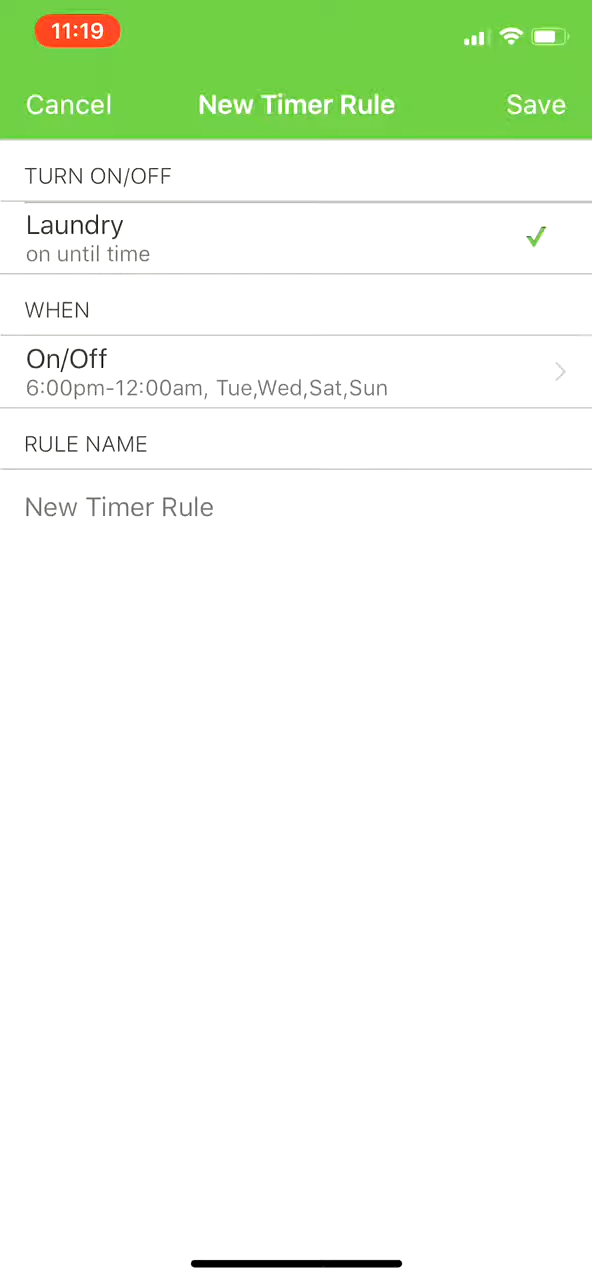 11:19
Cancel New Timer Rule Save
TURN ON/OFF
Laundry
on until time
WHEN
On/Off
6:00pm-12:00am, Tue,Wed,Sat,Sun
RULE NAME
New Timer Rule